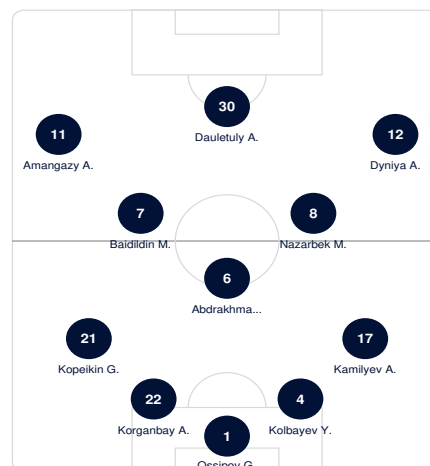 30
Dauletuly A.
11
12
Amangazy A.
Dyniya A.
7
8
Baidildin M.
Nazarbek M.
6
Abdrakhma...
21
17
Kopeikin G.
Kamilyev A.
22
4
Korganbay A.
Kolbayev Y.
1
Ossipov G.